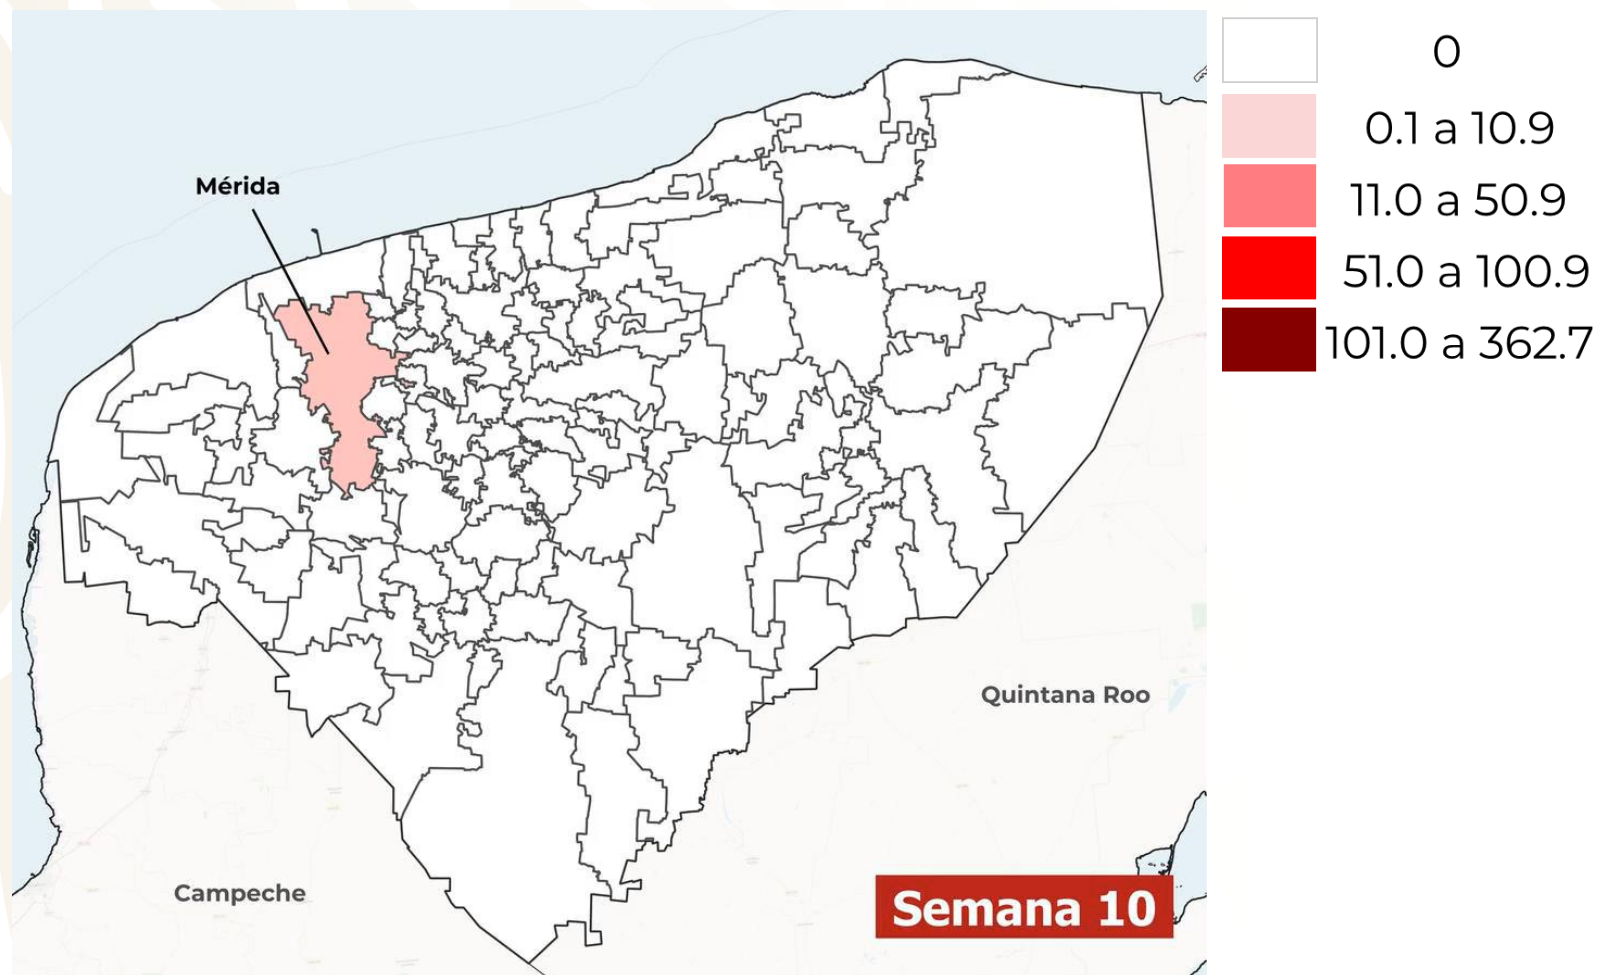 0
0.1 a 10.9
Mérida
11.0 a 50.9
51.0 a 100.9
101.0 a 362.7
Quintana Roo
Campeche
Semana 10